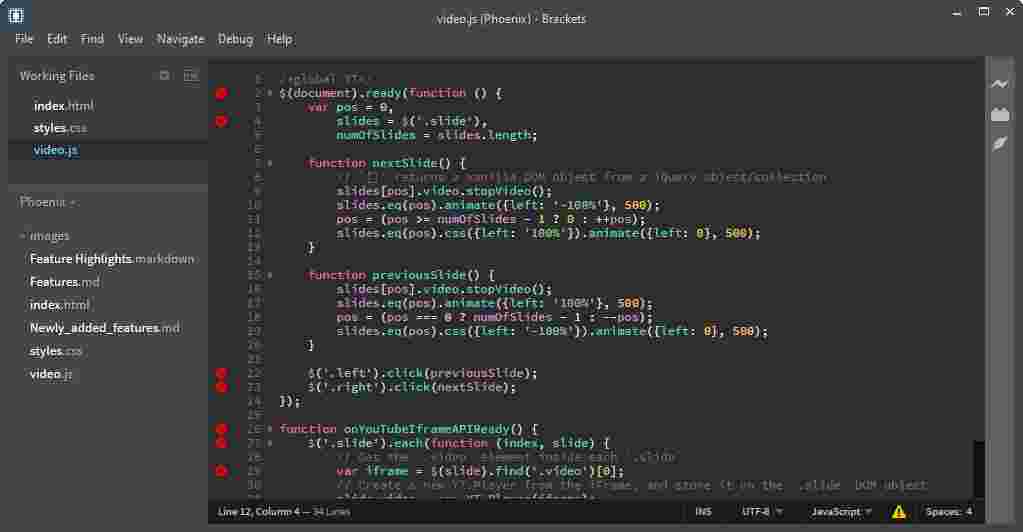 video.js (Phoenix) - Brackets
File Edit Find View Navigate Debug Help
Working Files
index.html
styles.css
video.js
Phoenix
images
Feature Highlights.markdown
Features.md
index.html
Newly_added_features.md
styles.css
video.js
1 /*global YT*/
2 $(document).ready(function () {
3 var pos = 0,
4 slides = $('.slide'),
5 numOfSlides = slides.length;
6
7 function nextSlide() {
8 // `[]` returns a vanilla DOM object from a jQuery object/collection
9 slides[pos].video.stopVideo();
10 slides.eq(pos).animate({left: '-100%'}, 500);
11 pos = (pos >= numOfSlides - 1 ? 0 : ++pos);
12 slides.eq(pos).css({left: '100%'}).animate({left: 0}, 500);
13 }
14
15 function previousSlide() {
16 slides[pos].video.stopVideo();
17 slides.eq(pos).animate({left: '100%'}, 500);
18 pos = (pos === 0 ? numOfSlides - 1 : --pos);
19 slides.eq(pos).css({left: '-100%'}).animate({left: 0}, 500);
20 }
21
22 $('.left').click(previousSlide);
23 $('.right').click(nextSlide);
24 });
25
26 function onYouTubeIframeAPIReady() {
27 $('.slide').each(function (index, slide) {
28 // Get the `.video` element inside each `.slide`
29 var iframe = $(slide).find('.video')[0];
30 // Create a new YT.Player from the iFrame, and store it on the `.slide` DOM object
slide.video = new YT.Player(iframe);
Line 12, Column 4 — 34 Lines INS UTF-8 JavaScript Spaces: 4